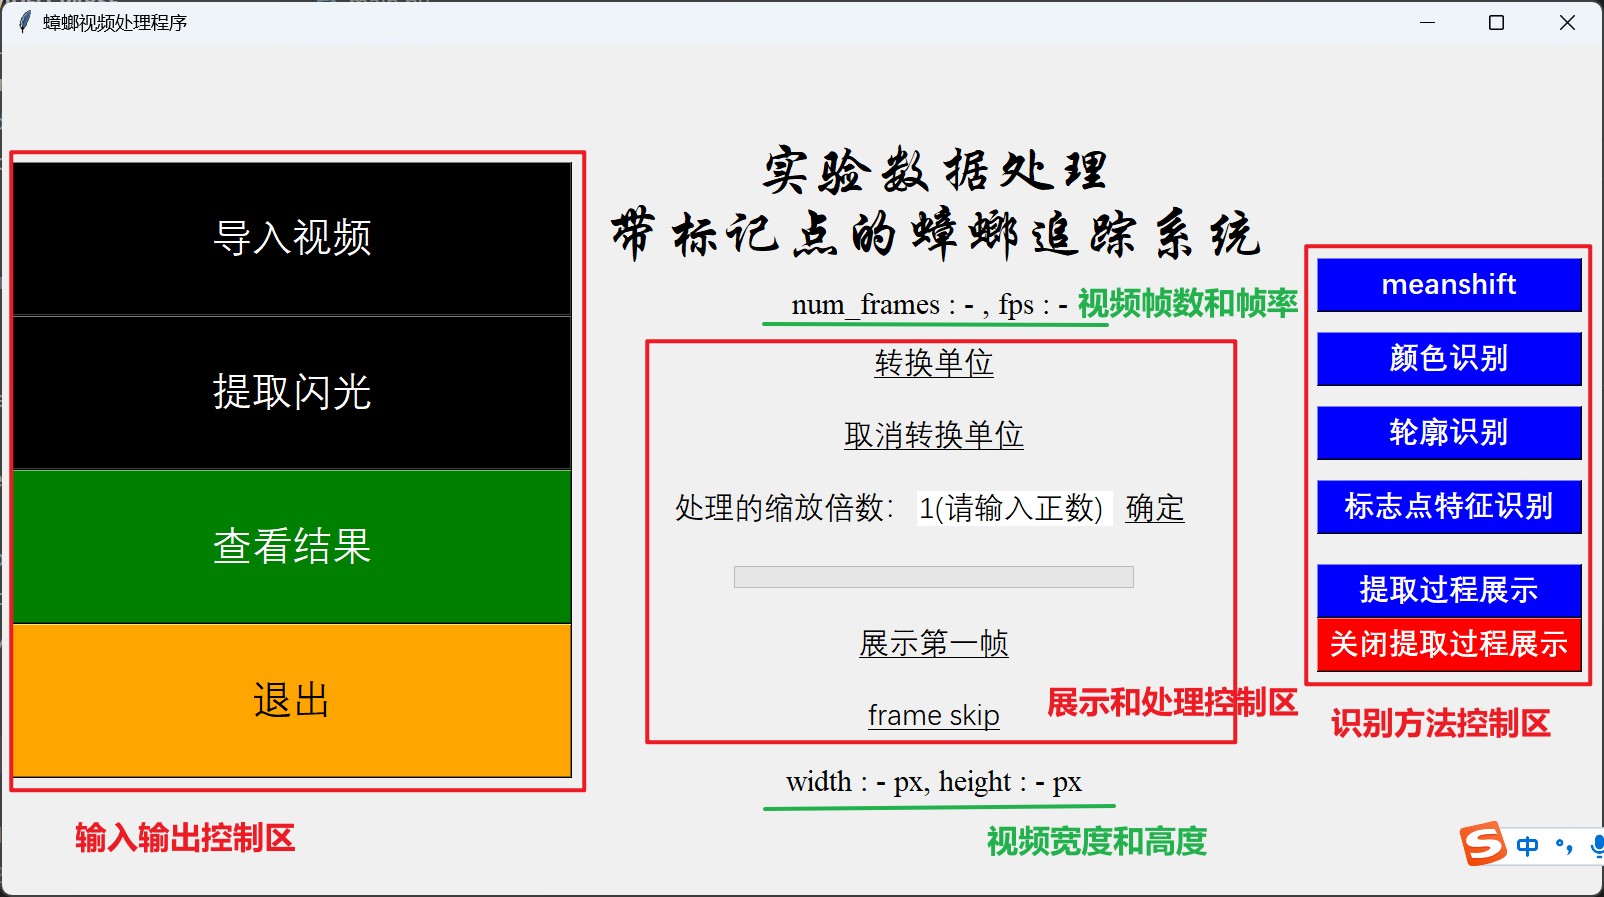 蟑螂视频处理程序
实验数据处理
带标记点的蟑螂追踪系统
num_frames : - , fps : -
视频帧数和帧率
导入视频
提取闪光
查看结果
退出
输入输出控制区
转换单位
取消转换单位
处理的缩放倍数： 1(请输入正数) 确定
展示第一帧
frame skip
展示和处理控制区
width : - px, height : - px
视频宽度和高度
meanshift
颜色识别
轮廓识别
标志点特征识别
提取过程展示
关闭提取过程展示
识别方法控制区
S 中 °,